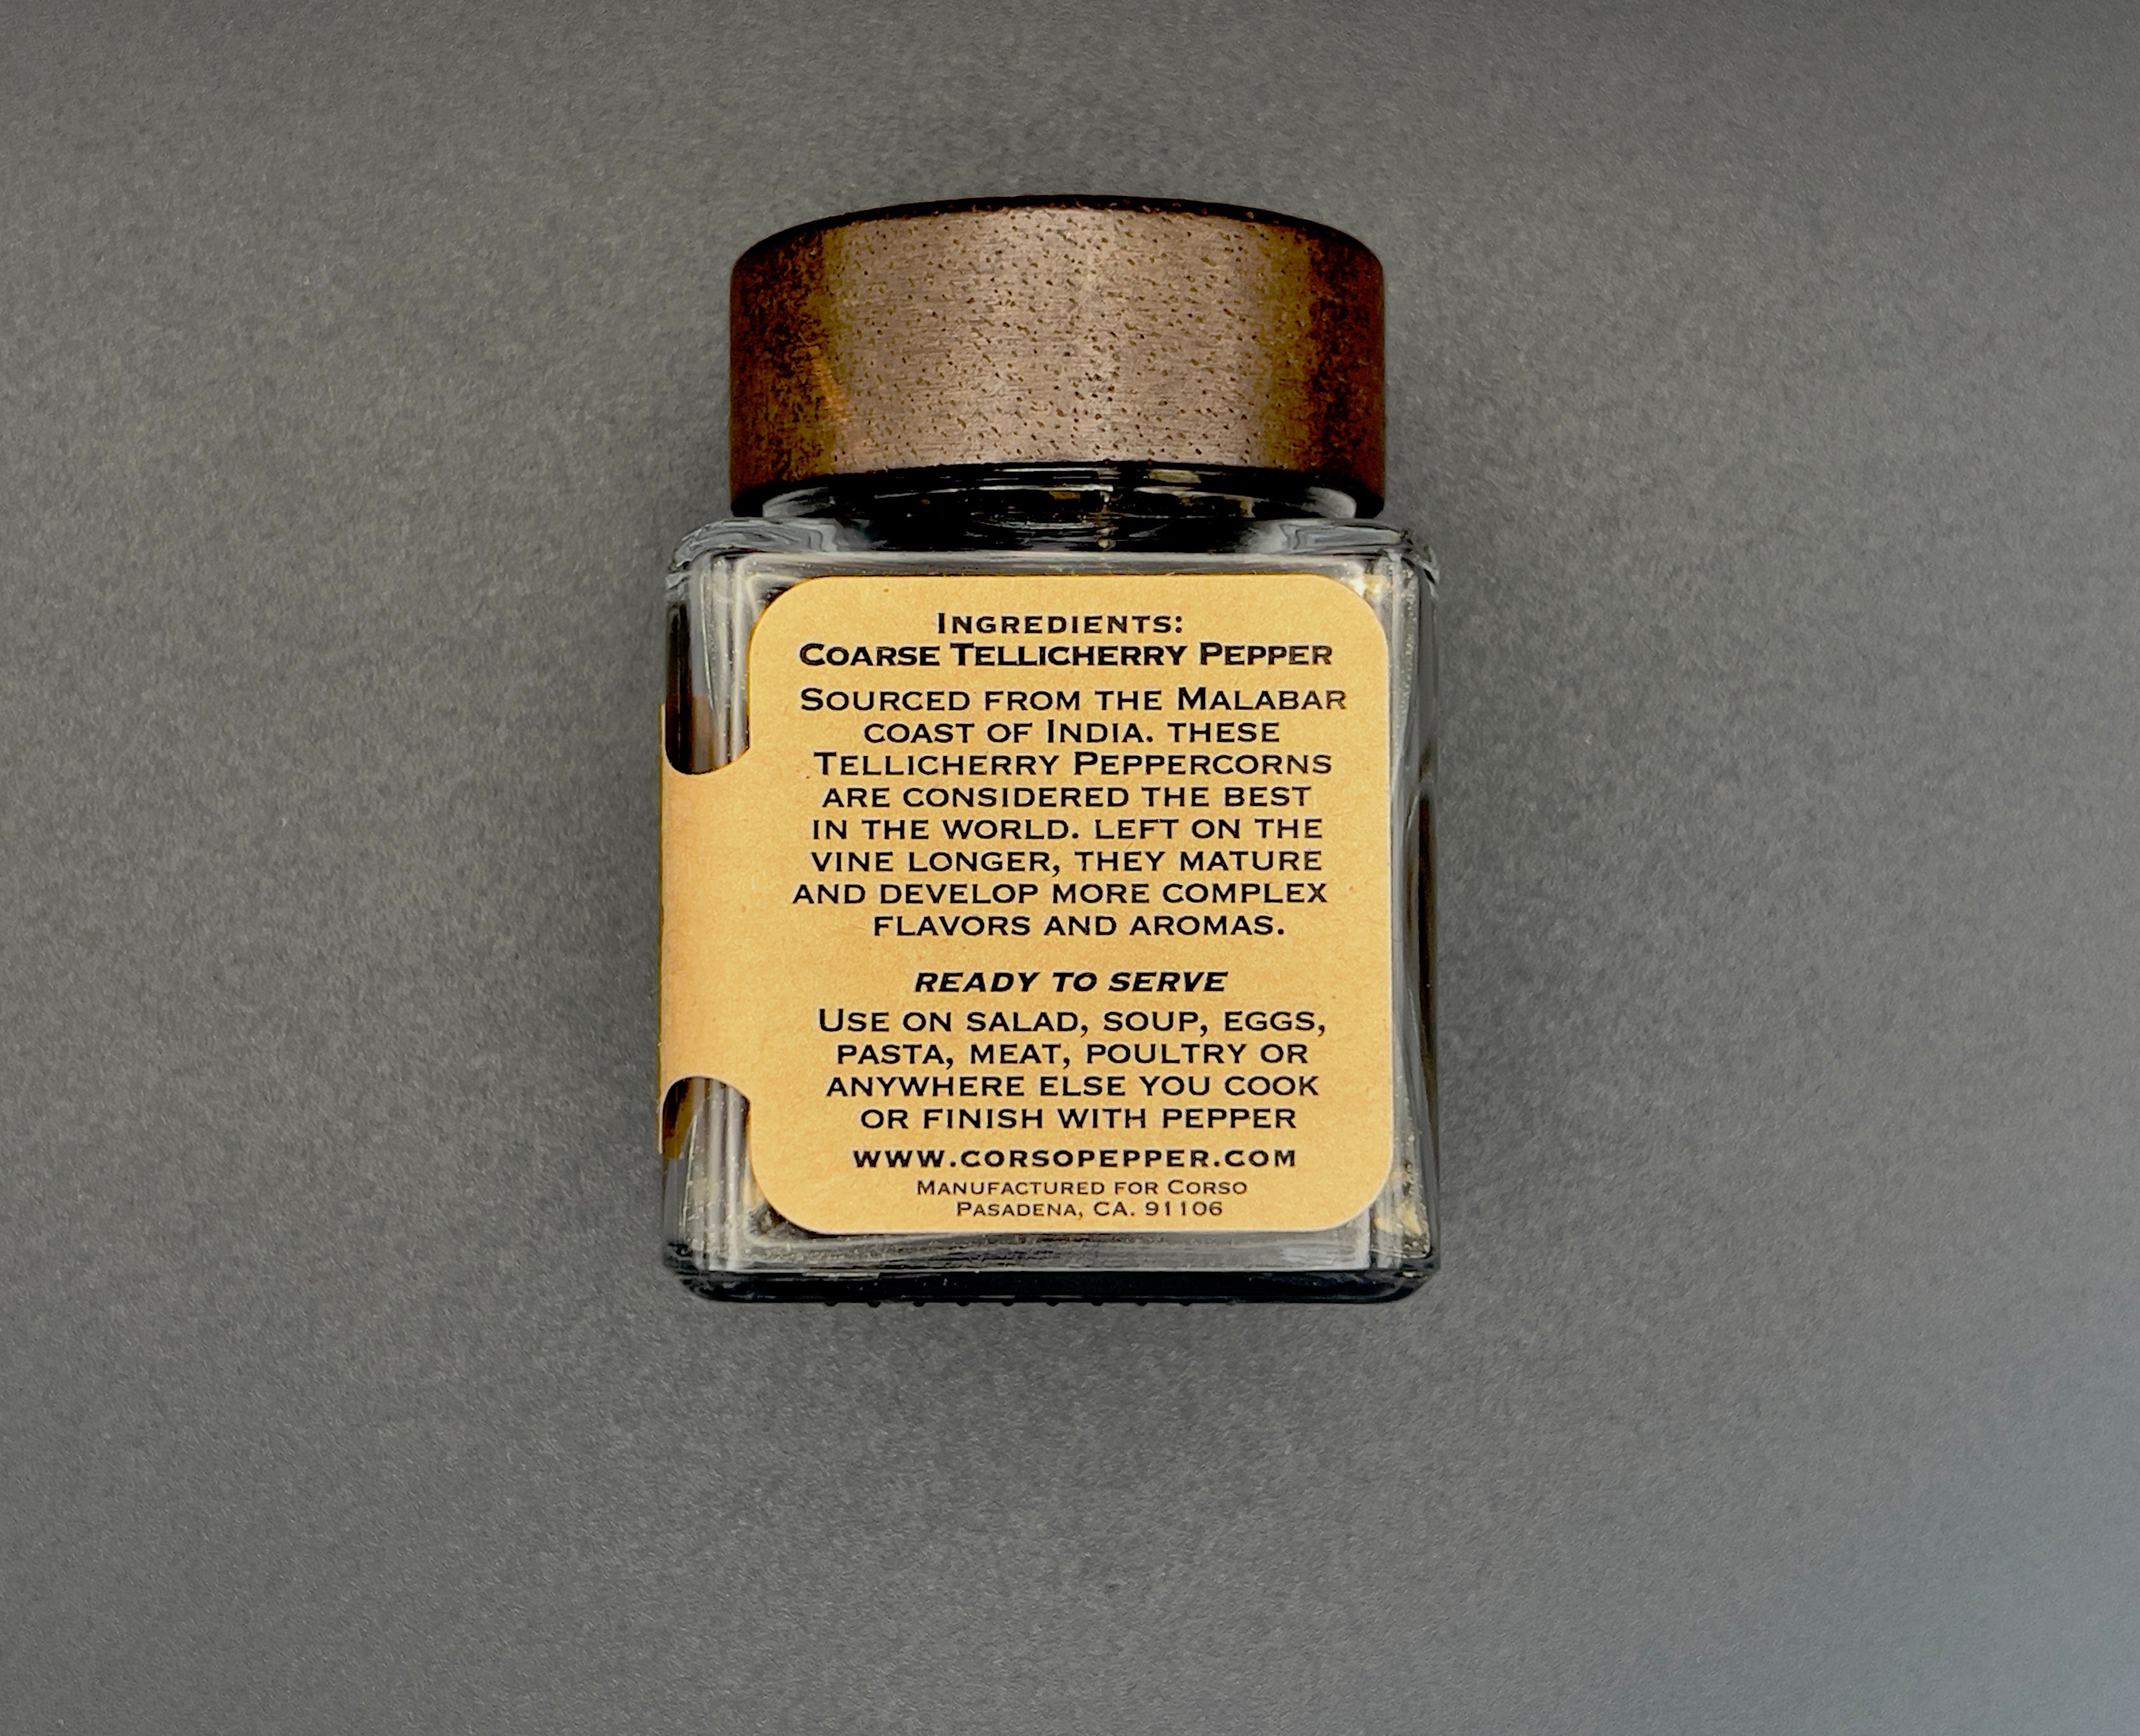 Ingredients:
Coarse Tellicherry Pepper
Sourced from the Malabar
coast of India. These
Tellicherry Peppercorns
are considered the best
in the world. Left on the
vine longer, they mature
and develop more complex
flavors and aromas.
READY TO SERVE
Use on salad, soup, eggs,
pasta, meat, poultry or
anywhere else you cook
or finish with pepper
www.corsopepper.com
Manufactured for Corso
Pasadena, CA. 91106